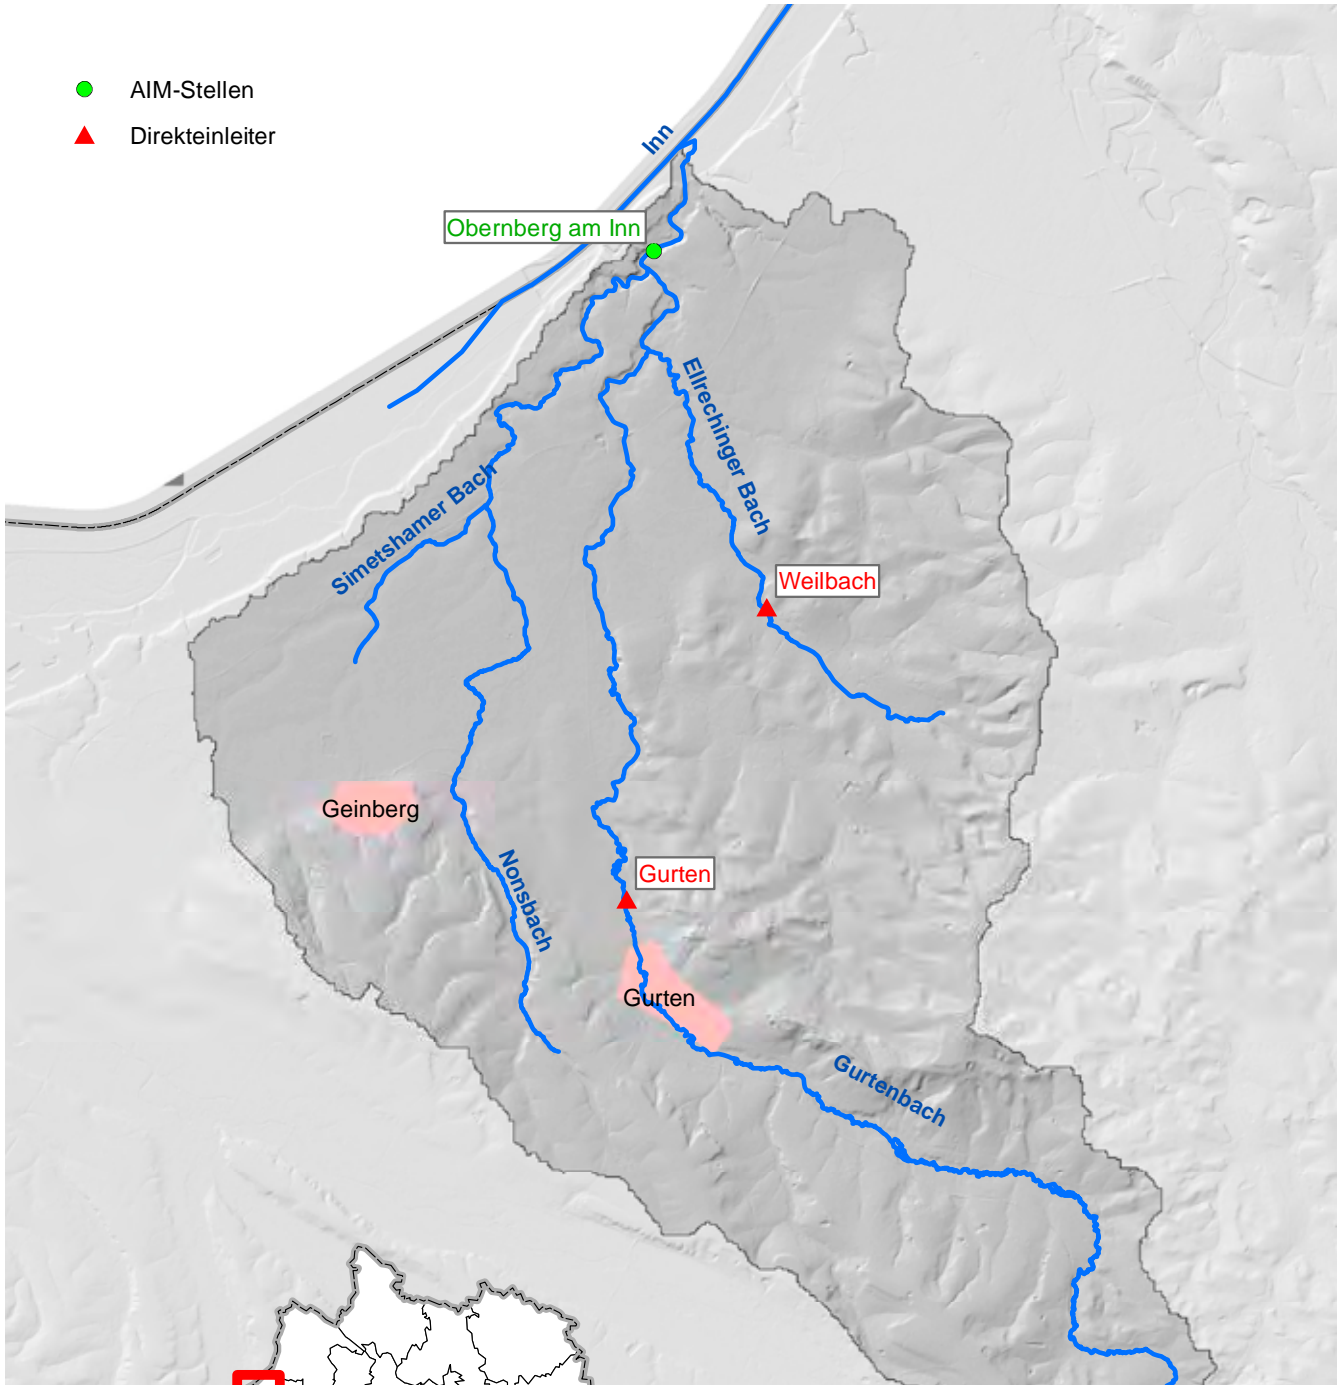 AIM-Stellen
Direkteinleiter
Inn
Obernberg am Inn
Ellrechinger Bach
Simetshamer Bach
Weilbach
Geinberg
Nonsbach
Gurten
Gurten
Gurtenbach